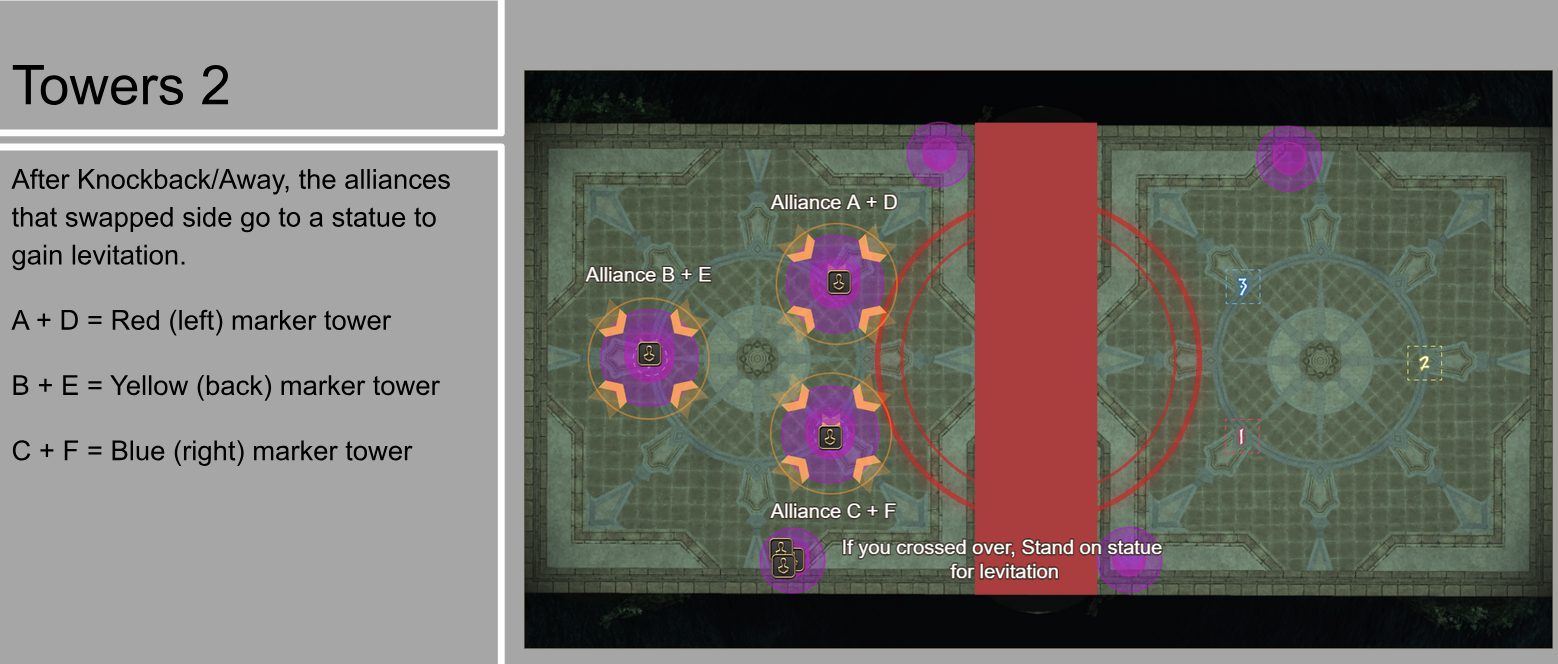 Towers 2
After Knockback/Away, the alliances
that swapped side go to a statue to
gain levitation.
A + D = Red (left) marker tower
B + E = Yellow (back) marker tower
C + F = Blue (right) marker tower
Alliance A + D
Alliance B + E
3
2
1
Alliance C + F
If you crossed over, Stand on statue
for levitation